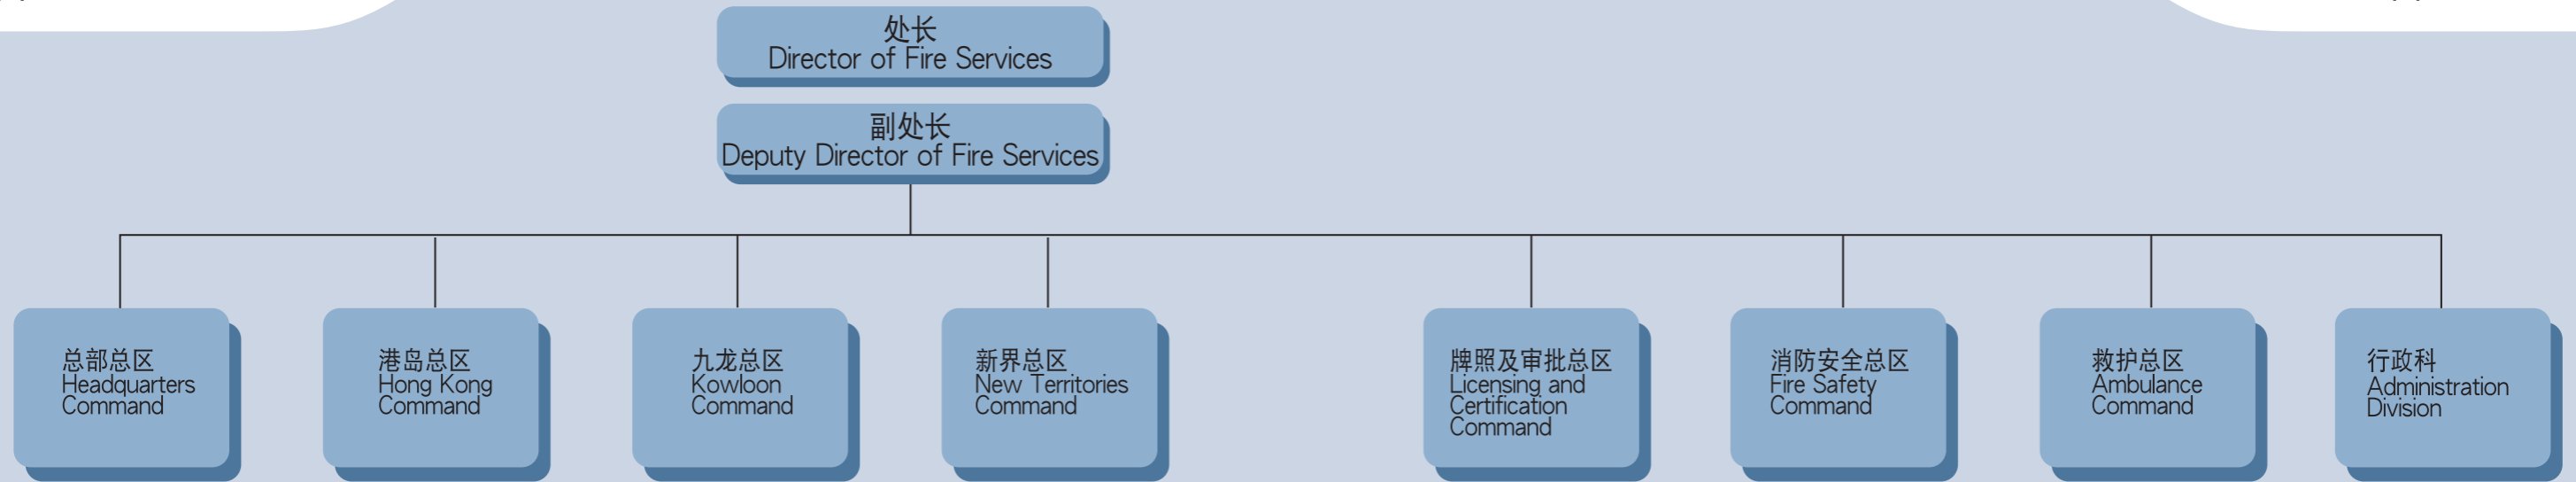 处长
Director of Fire Services
副处长
Deputy Director of Fire Services
总部总区
Headquarters
Command
港岛总区
Hong Kong
Command
九龙总区
Kowloon
Command
新界总区
New Territories
Command
牌照及审批总区
Licensing and
Certification
Command
消防安全总区
Fire Safety
Command
救护总区
Ambulance
Command
行政科
Administration
Division